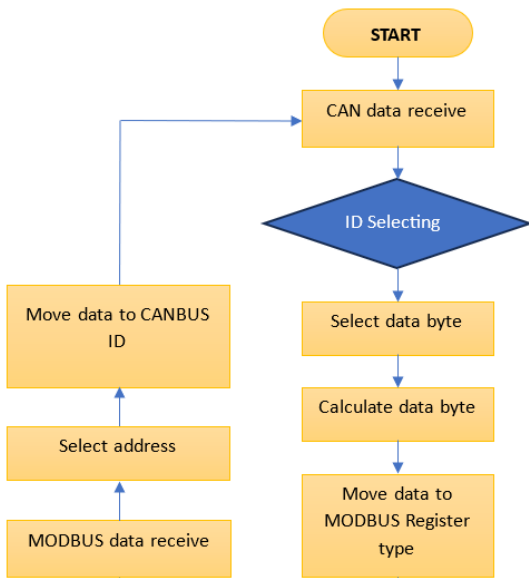 START
CAN data receive
ID Selecting
Select data byte
Calculate data byte
Move data to
MODBUS Register
type
MODBUS data receive
Select address
Move data to CANBUS
ID